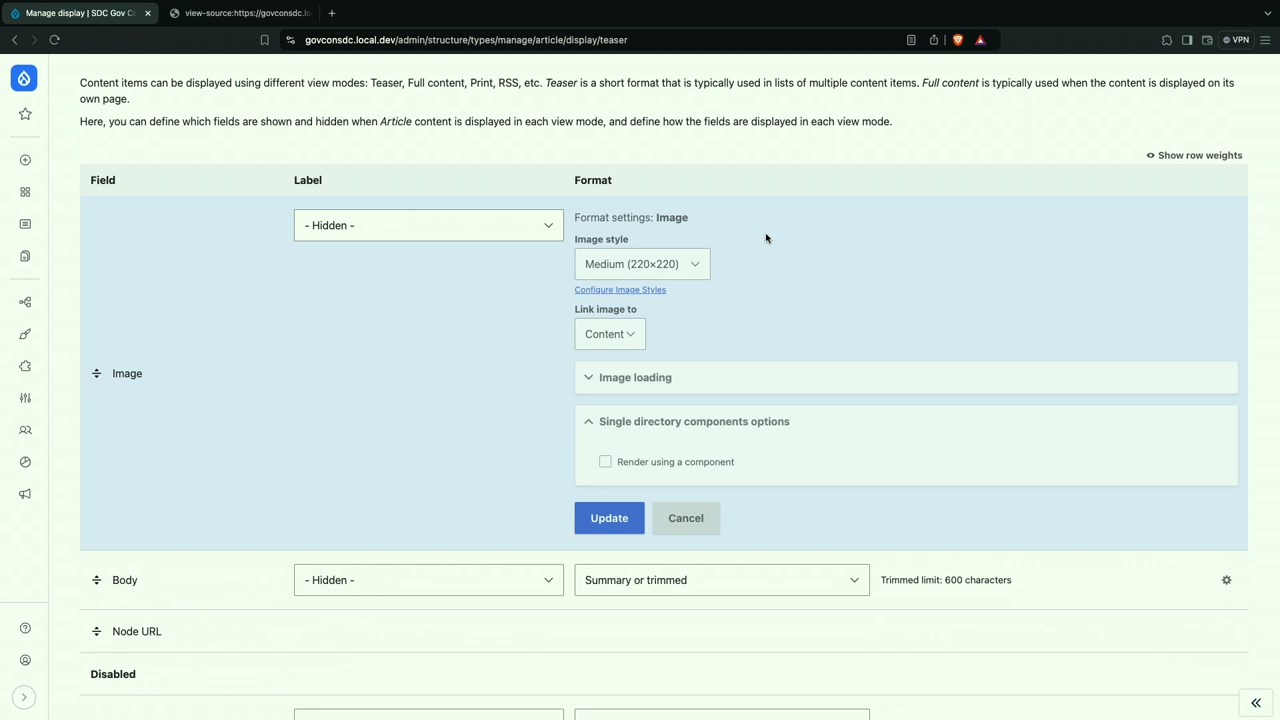 Manage display | SDC Gov C
view-source:https://govconsdc.lo
govconsdc.local.dev/admin/structure/types/manage/article/display/teaser
VPN
Content items can be displayed using different view modes: Teaser, Full content, Print, RSS, etc. Teaser is a short format that is typically used in lists of multiple content items. Full content is typically used when the content is displayed on its
own page.
Here, you can define which fields are shown and hidden when Article content is displayed in each view mode, and define how the fields are displayed in each view mode.
Show row weights
Field Label Format
- Hidden -
Format settings: Image
Image style
Medium (220×220)
Configure Image Styles
Link image to
Content
Image
Image loading
Single directory components options
Render using a component
Update Cancel
Body - Hidden - Summary or trimmed Trimmed limit: 600 characters
Node URL
Disabled